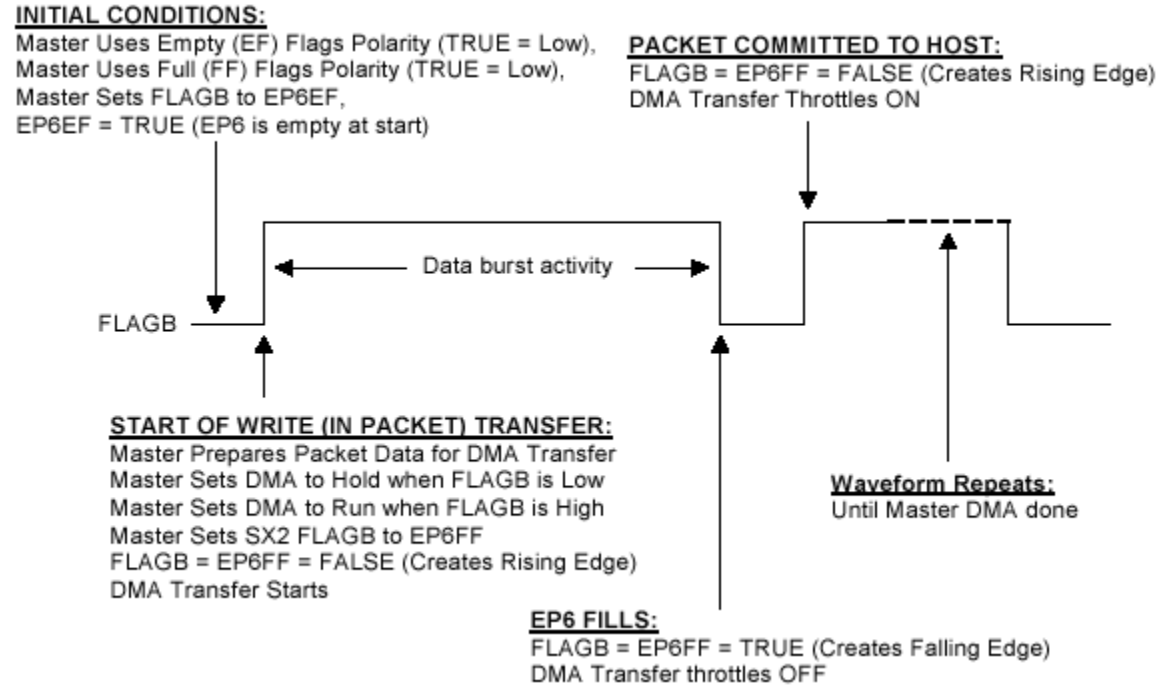 INITIAL CONDITIONS:
Master Uses Empty (EF) Flags Polarity (TRUE = Low),
Master Uses Full (FF) Flags Polarity (TRUE = Low),
Master Sets FLAGB to EP6EF,
EP6EF = TRUE (EP6 is empty at start)
PACKET COMMITTED TO HOST:
FLAGB = EP6FF = FALSE (Creates Rising Edge)
DMA Transfer Throttles ON
Data burst activity
FLAGB
START OF WRITE (IN PACKET) TRANSFER:
Master Prepares Packet Data for DMA Transfer
Master Sets DMA to Hold when FLAGB is Low
Master Sets DMA to Run when FLAGB is High
Master Sets SX2 FLAGB to EP6FF
FLAGB = EP6FF = FALSE (Creates Rising Edge)
DMA Transfer Starts
Waveform Repeats:
Until Master DMA done
EP6 FILLS:
FLAGB = EP6FF = TRUE (Creates Falling Edge)
DMA Transfer throttles OFF